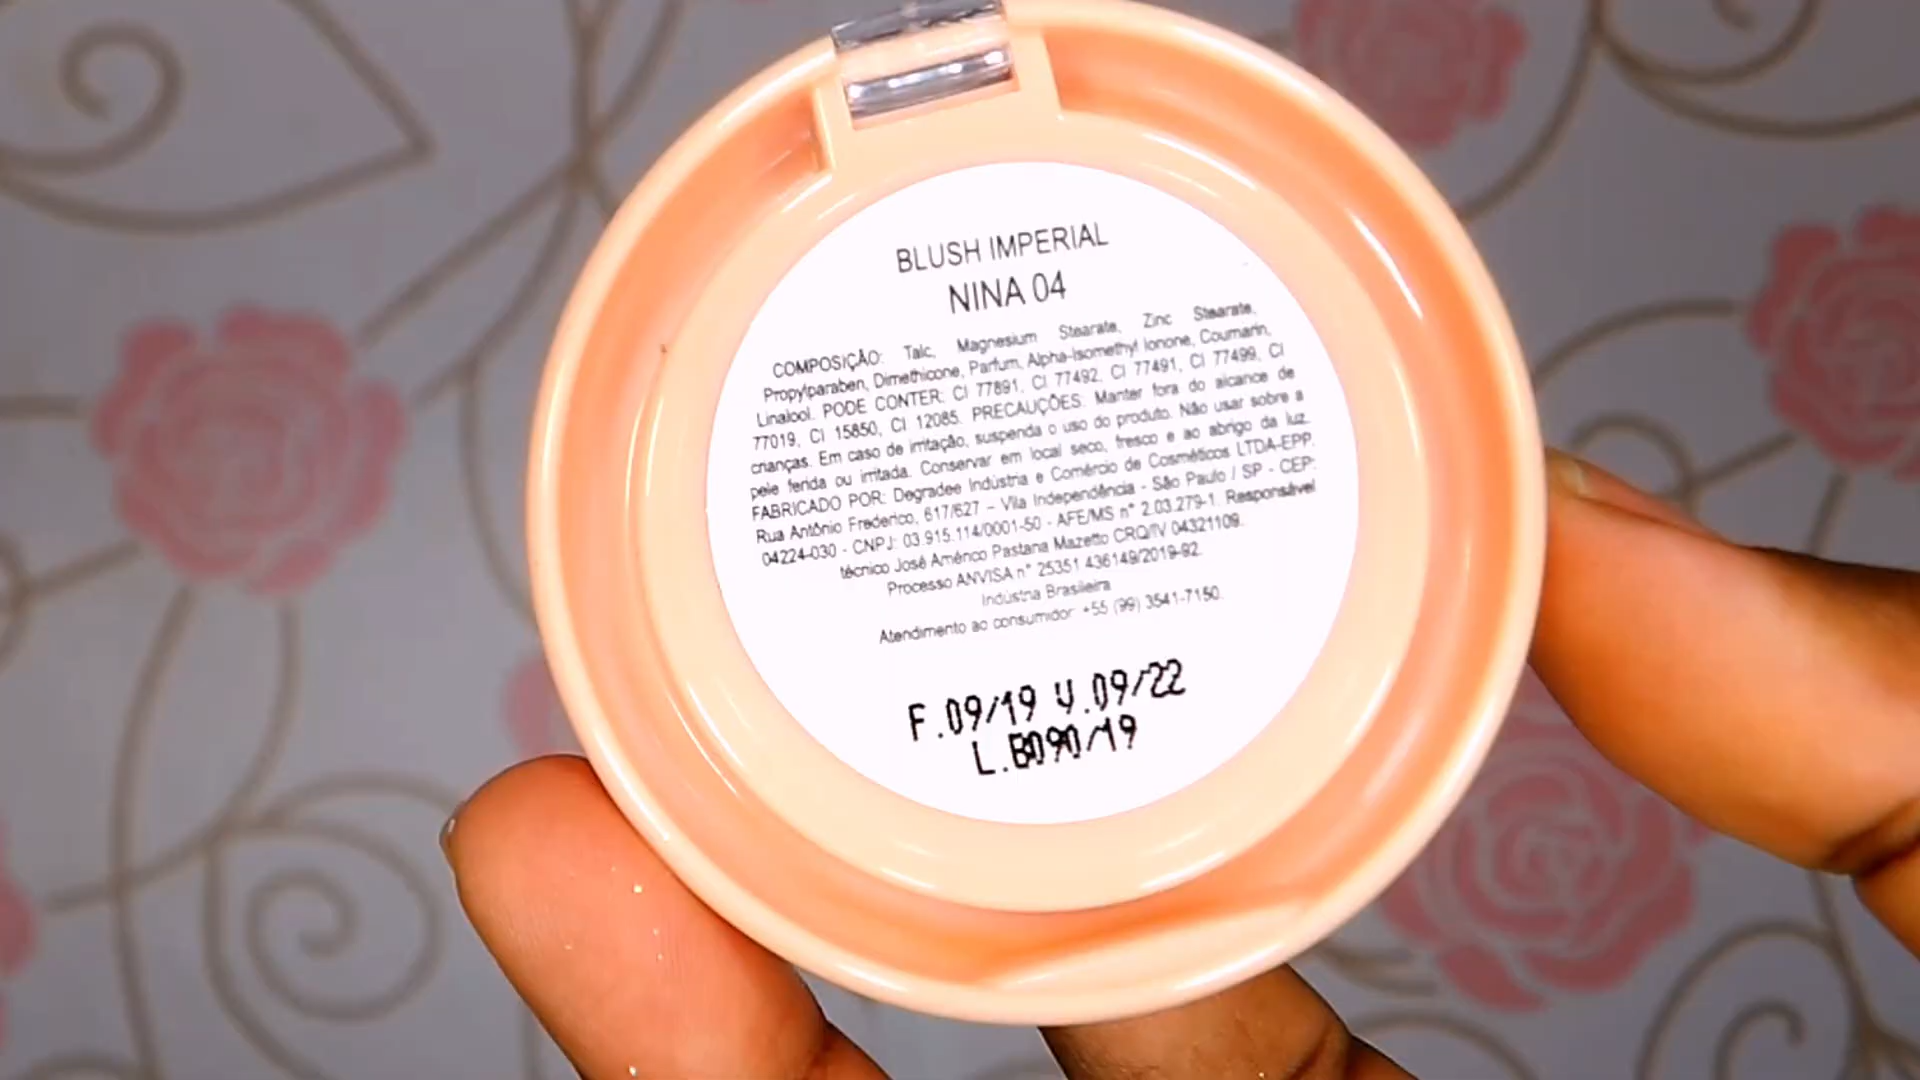 BLUSH IMPERIAL
NINA 04
COMPOSIÇÃO: Talc, Magnesium Stearate, Zinc Stearate,
Propylparaben, Dimethicone, Parfum, Alpha-Isomethyl Ionone, Coumarin,
Linalool. PODE CONTER: CI 77891, CI 77492, CI 77491, CI 77499, CI
77019, CI 15850, CI 12085. PRECAUÇÕES: Manter fora do alcance de
crianças. Em caso de irritação, suspenda o uso do produto. Não usar sobre a
pele ferida ou irritada. Conservar em local seco, fresco e ao abrigo da luz.
FABRICADO POR: Degradee Indústria e Comércio de Cosméticos LTDA-EPP.
Rua Antônio Frederico, 617/627 – Vila Independência - São Paulo / SP - CEP:
04224-030 - CNPJ: 03.915.114/0001-50 - AFE/MS n° 2.03.279-1. Responsável
técnico José Américo Pastana Mazetto CRQ/IV 04321109.
Processo ANVISA n° 25351 436149/2019-92.
Indústria Brasileira
Atendimento ao consumidor: +55 (99) 3541-7150.
F.09/19 V.09/22
L.B090/19